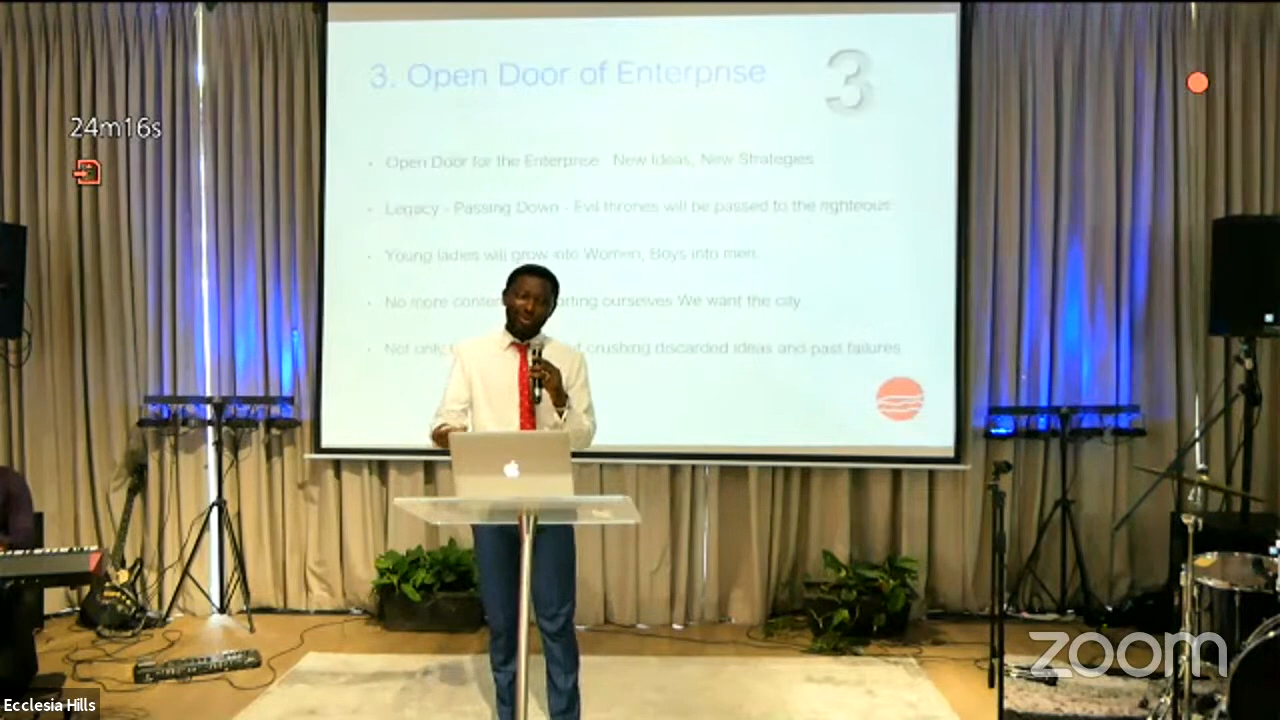 3. Open Door of Enterprise
3
24m16s
Open Door for the Enterprise New Ideas, New Strategies
Legacy - Passing Down - Evil thrones will be passed to the righteous
Young ladies will grow into Women, Boys into men.
No more ourselves We want the city
Not only crushing discarded ideas and past failures
zoom
Ecclesia Hills